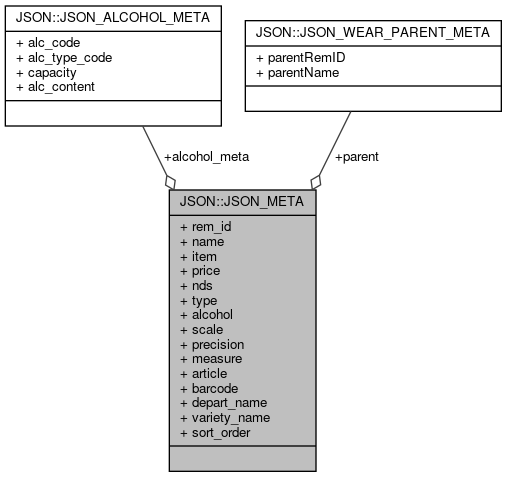 JSON::JSON_ALCOHOL_META
+ alc_code
+ alc_type_code
+ capacity
+ alc_content
JSON::JSON_WEAR_PARENT_META
+ parentRemID
+ parentName
+alcohol_meta
+parent
JSON::JSON_META
+ rem_id
+ name
+ item
+ price
+ nds
+ type
+ alcohol
+ scale
+ precision
+ measure
+ article
+ barcode
+ depart_name
+ variety_name
+ sort_order